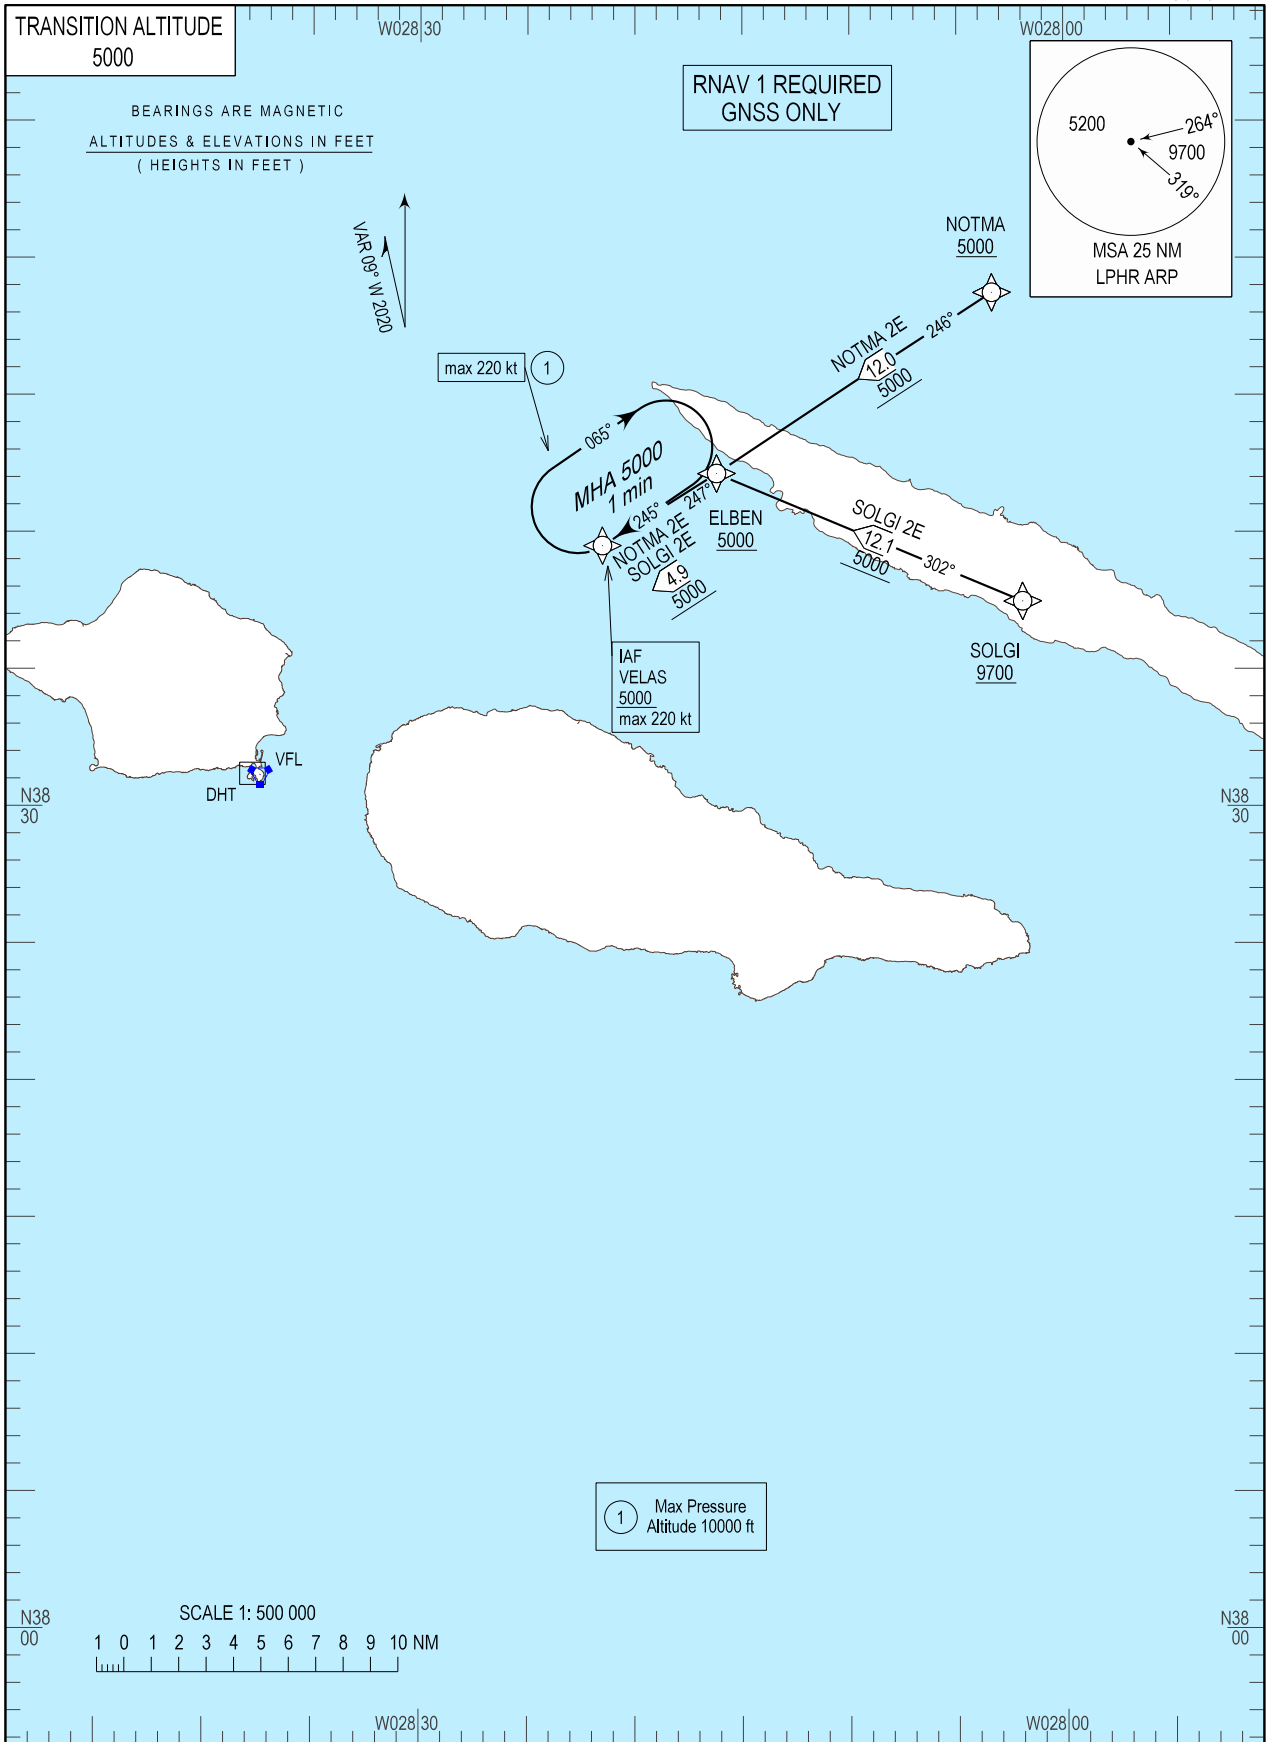 TRANSITION ALTITUDE
5000
W028 30
W028 00
BEARINGS ARE MAGNETIC
ALTITUDES & ELEVATIONS IN FEET
( HEIGHTS IN FEET )
RNAV 1 REQUIRED
GNSS ONLY
5200
264°
9700
319°
MSA 25 NM
LPHR ARP
VAR 09° W 2020
NOTMA
5000
NOTMA 2E
246°
12.0
5000
max 220 kt
1
065°
MHA 5000
1 min
245°
247°
NOTMA 2E
SOLGI 2E
4.9
5000
ELBEN
5000
SOLGI 2E
12.1
302°
5000
SOLGI
9700
IAF
VELAS
5000
max 220 kt
VFL
DHT
N38
30
N38
30
1
Max Pressure
Altitude 10000 ft
SCALE 1: 500 000
1 0 1 2 3 4 5 6 7 8 9 10 NM
N38
00
N38
00
W028 30
W028 00